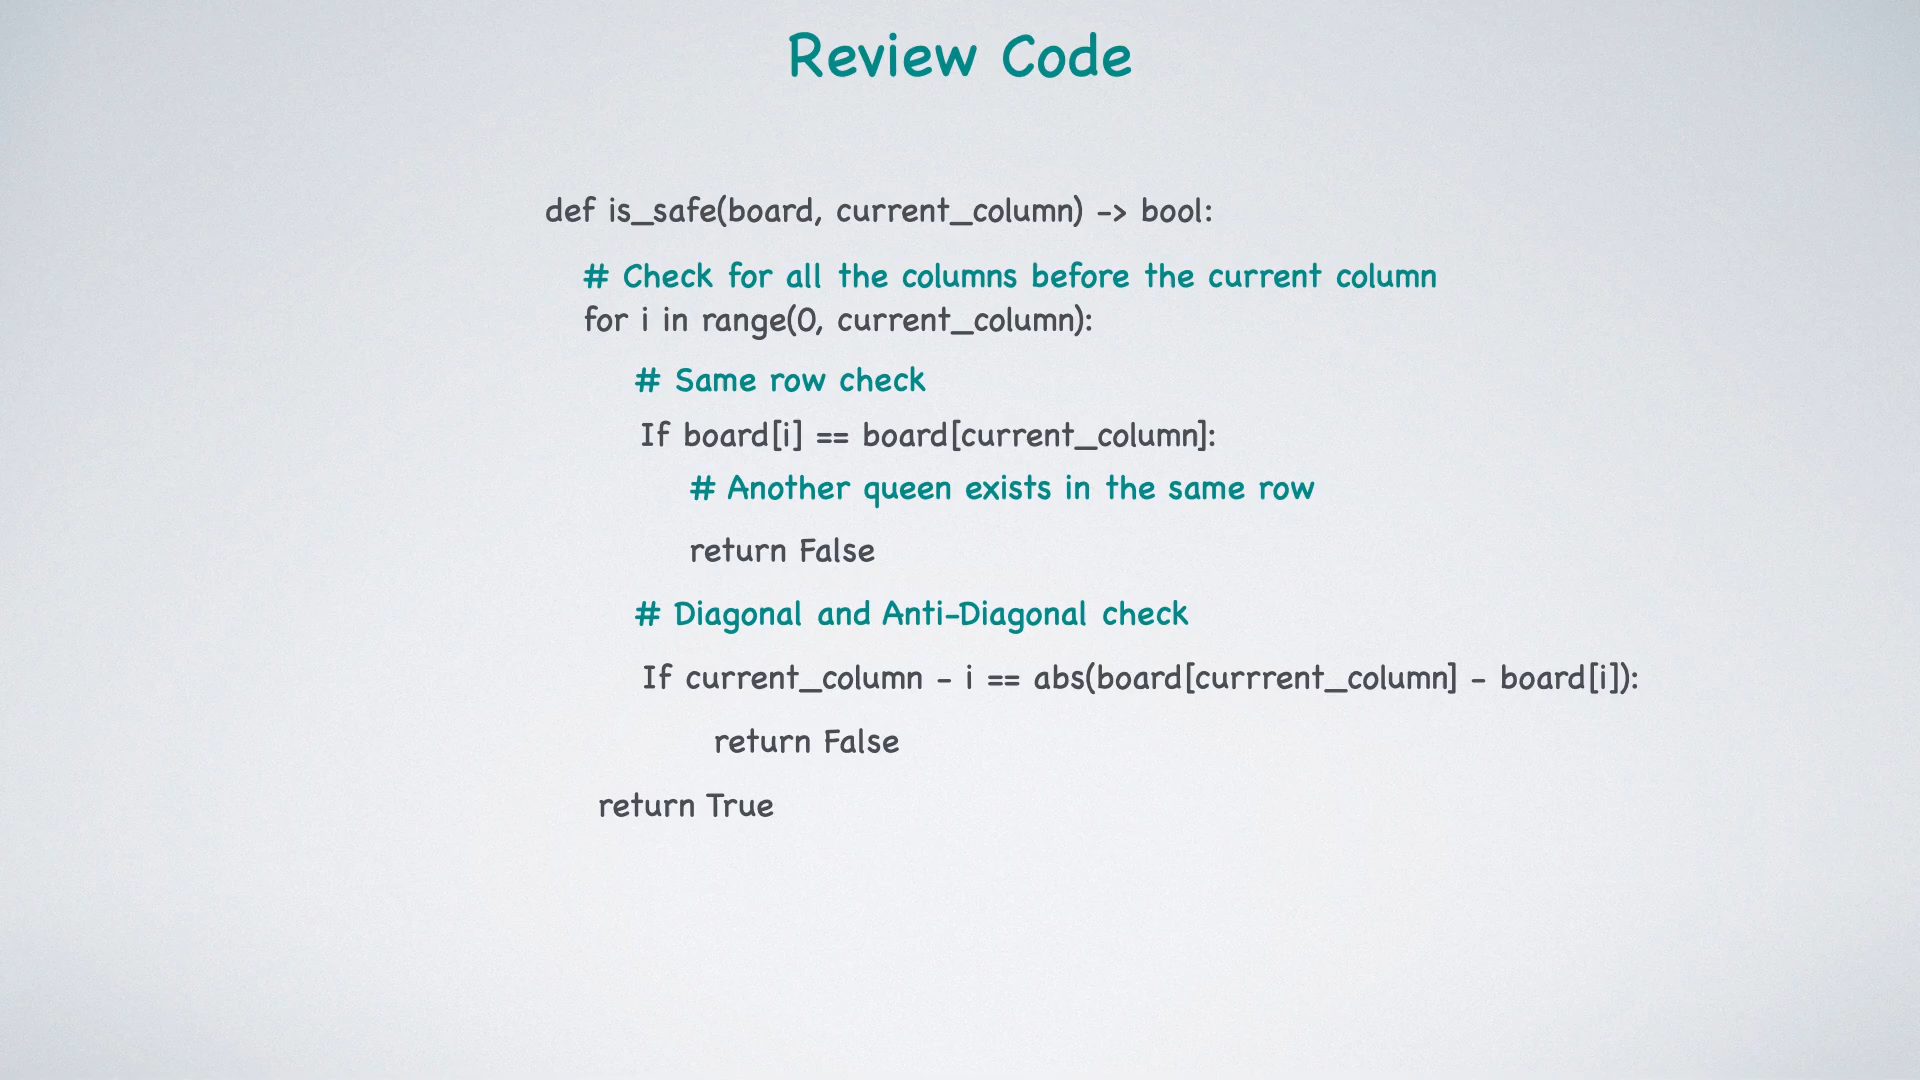 Review Code
def is_safe(board, current_column) -> bool:
# Check for all the columns before the current column
for i in range(0, current_column):
# Same row check
If board[i] == board[current_column]:
# Another queen exists in the same row
return False
# Diagonal and Anti-Diagonal check
If current_column - i == abs(board[currrent_column] - board[i]):
return False
return True